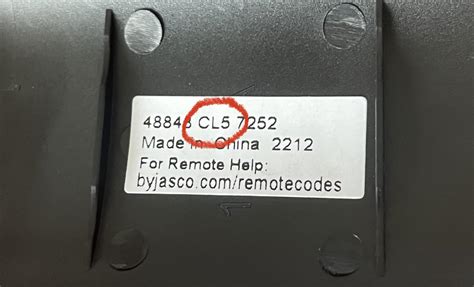 48843 CL5 7252
Made in China 2212
For Remote Help:
byjasco.com/remotecodes